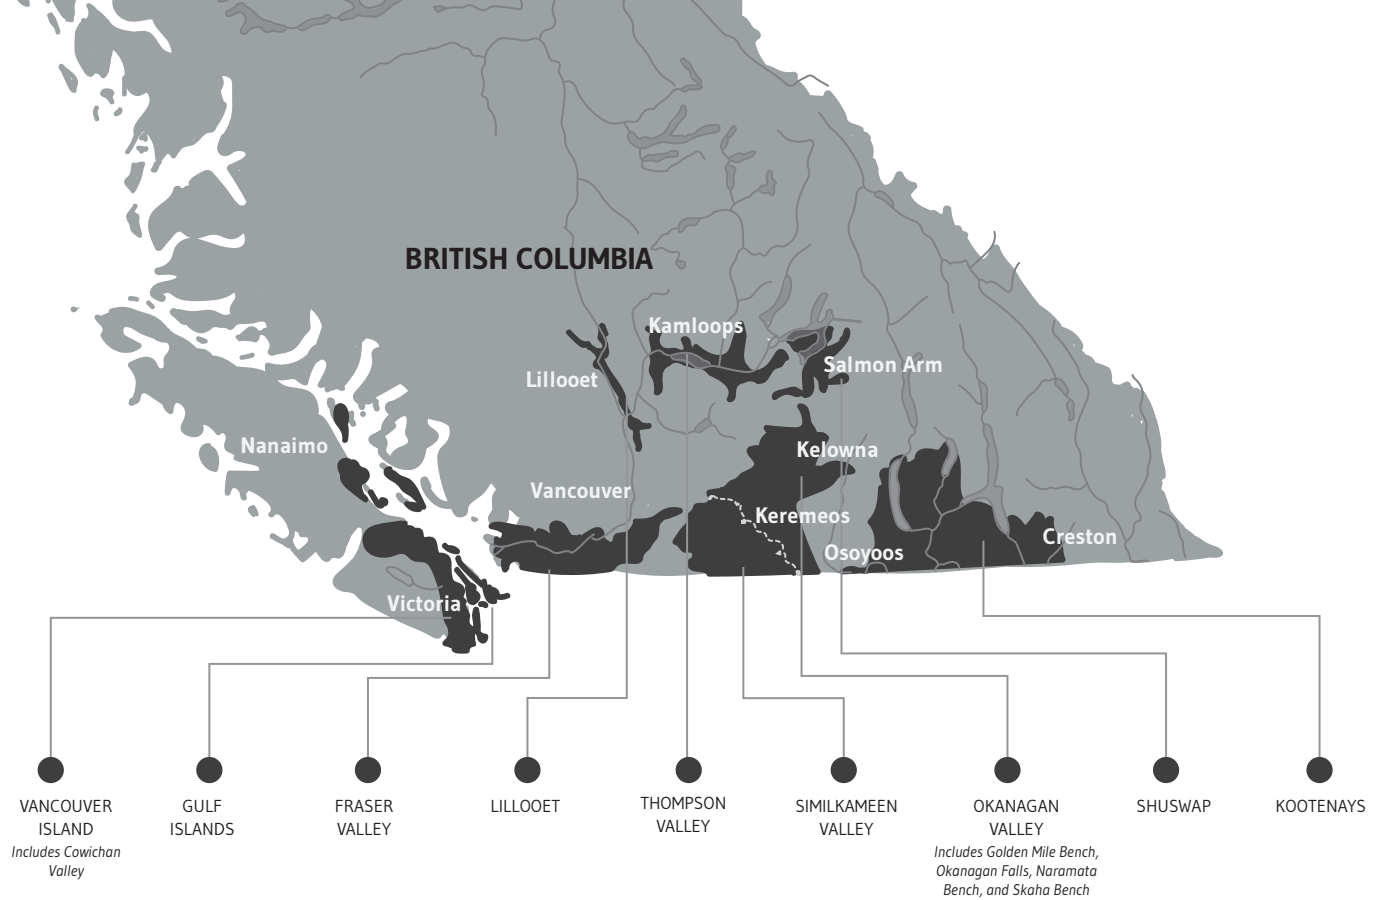 BRITISH COLUMBIA
Kamloops
Salmon Arm
Lillooet
Nanaimo
Kelowna
Vancouver
Keremeos
Creston
Osoyoos
Victoria
VANCOUVER
ISLAND
Includes Cowichan
Valley
GULF
ISLANDS
FRASER
VALLEY
LILLOOET
THOMPSON
VALLEY
SIMILKAMEEN
VALLEY
OKANAGAN
VALLEY
Includes Golden Mile Bench,
Okanagan Falls, Naramata
Bench, and Skaha Bench
SHUSWAP
KOOTENAYS